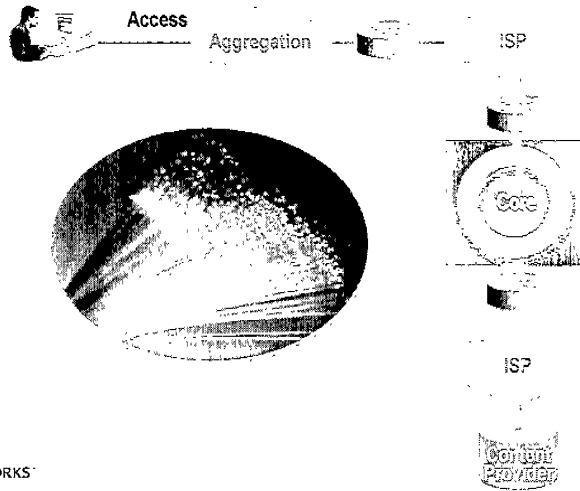 Access
Aggregation
ISP
Core
ISP
Content
Provider
ORKS